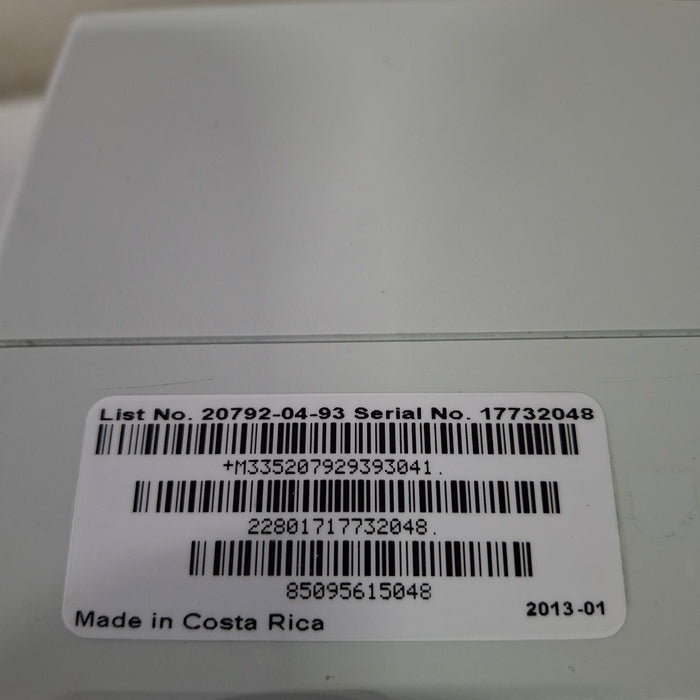 List No. 20792-04-93 Serial No. 17732048
+M335207929393041.
22801717732048.
85095615048
Made in Costa Rica 2013-01